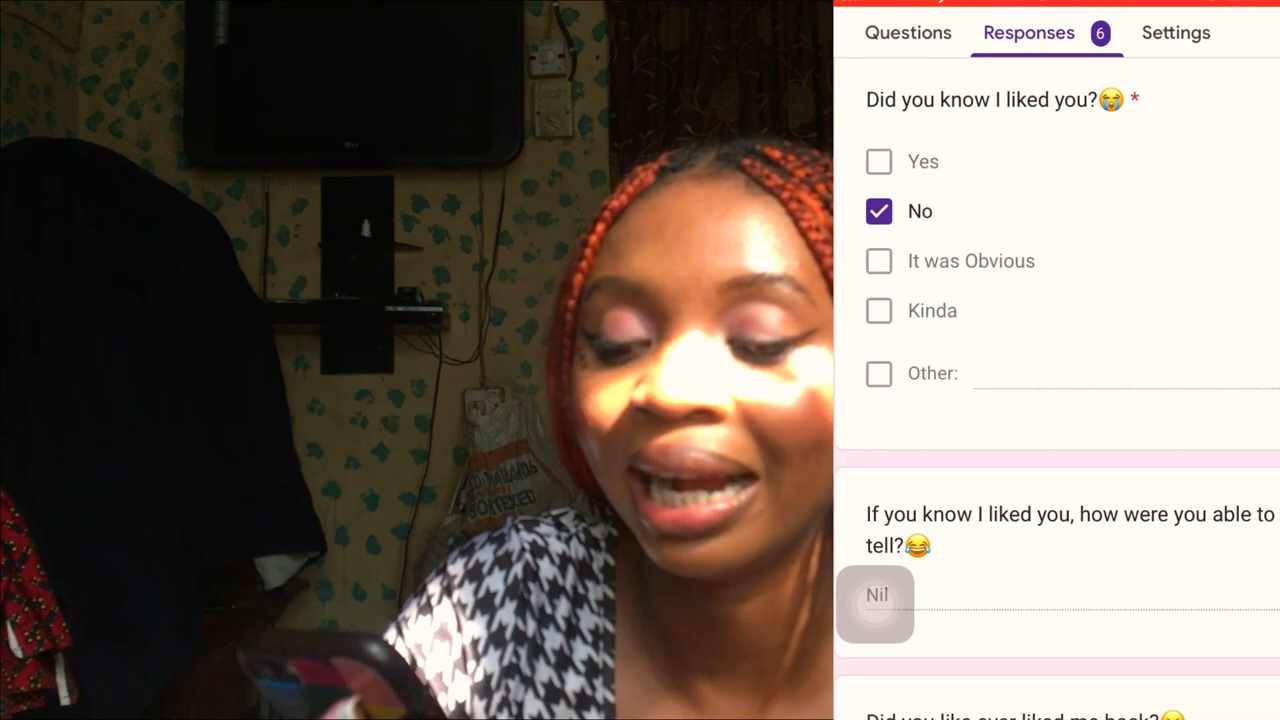 Questions
Responses
6
Settings
Did you know I liked you?😭 *
Yes
No
It was Obvious
Kinda
Other:
If you know I liked you, how were you able to
tell?😂
Nil
LG